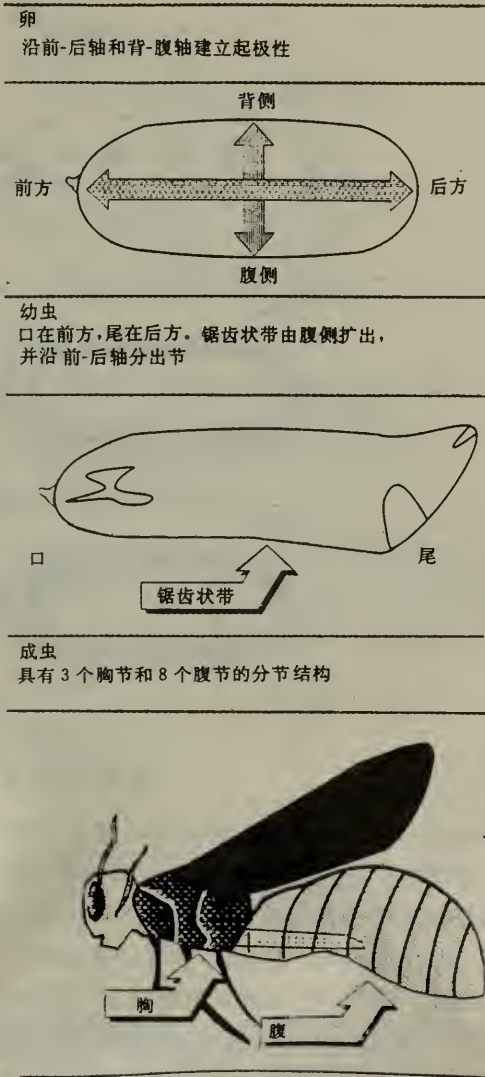 卵
沿前-后轴和背-腹轴建立起极性
背侧
前方
后方
腹侧
幼虫
口在前方,尾在后方。锯齿状带由腹侧扩出,
并沿前-后轴分出节
口
尾
锯齿状带
成虫
具有 3 个胸节和 8 个腹节的分节结构
胸
腹